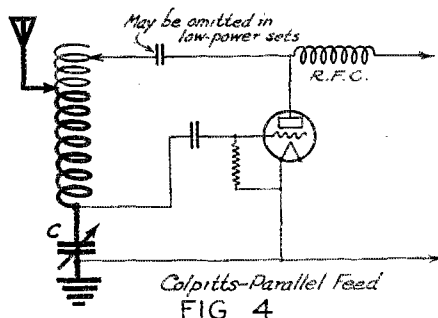 May be omitted in
low-power sets
R.F.C.
C
Colpitts-Parallel Feed
FIG 4